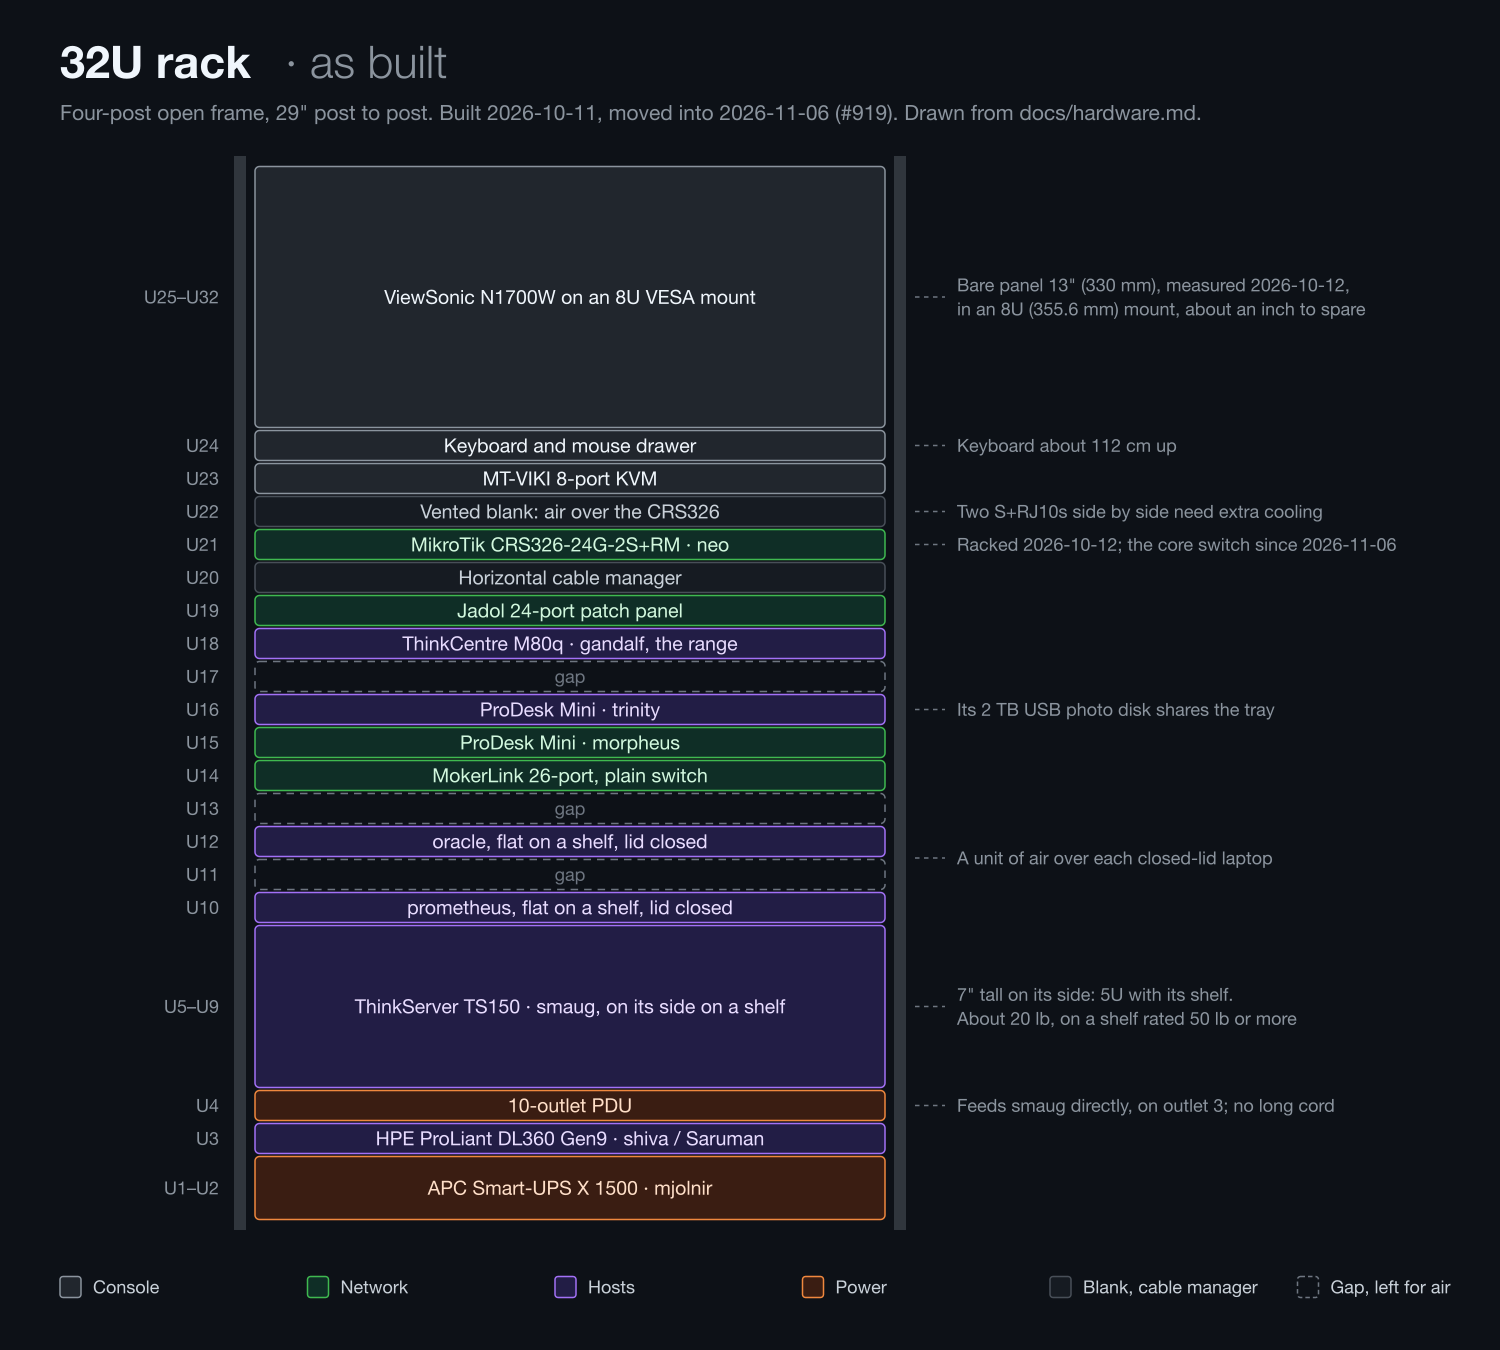 32U rack · as built
Four-post open frame, 29" post to post. Built 2026-10-11, moved into 2026-11-06 (#919). Drawn from docs/hardware.md.
U25–U32
ViewSonic N1700W on an 8U VESA mount
Bare panel 13" (330 mm), measured 2026-10-12,
in an 8U (355.6 mm) mount, about an inch to spare
U24
Keyboard and mouse drawer
Keyboard about 112 cm up
U23
MT-VIKI 8-port KVM
U22
Vented blank: air over the CRS326
Two S+RJ10s side by side need extra cooling
U21
MikroTik CRS326-24G-2S+RM · neo
Racked 2026-10-12; the core switch since 2026-11-06
U20
Horizontal cable manager
U19
Jadol 24-port patch panel
U18
ThinkCentre M80q · gandalf, the range
U17
gap
U16
ProDesk Mini · trinity
Its 2 TB USB photo disk shares the tray
U15
ProDesk Mini · morpheus
U14
MokerLink 26-port, plain switch
U13
gap
U12
oracle, flat on a shelf, lid closed
A unit of air over each closed-lid laptop
U11
gap
U10
prometheus, flat on a shelf, lid closed
U5–U9
ThinkServer TS150 · smaug, on its side on a shelf
7" tall on its side: 5U with its shelf.
About 20 lb, on a shelf rated 50 lb or more
U4
10-outlet PDU
Feeds smaug directly, on outlet 3; no long cord
U3
HPE ProLiant DL360 Gen9 · shiva / Saruman
U1–U2
APC Smart-UPS X 1500 · mjolnir
Console
Network
Hosts
Power
Blank, cable manager
Gap, left for air